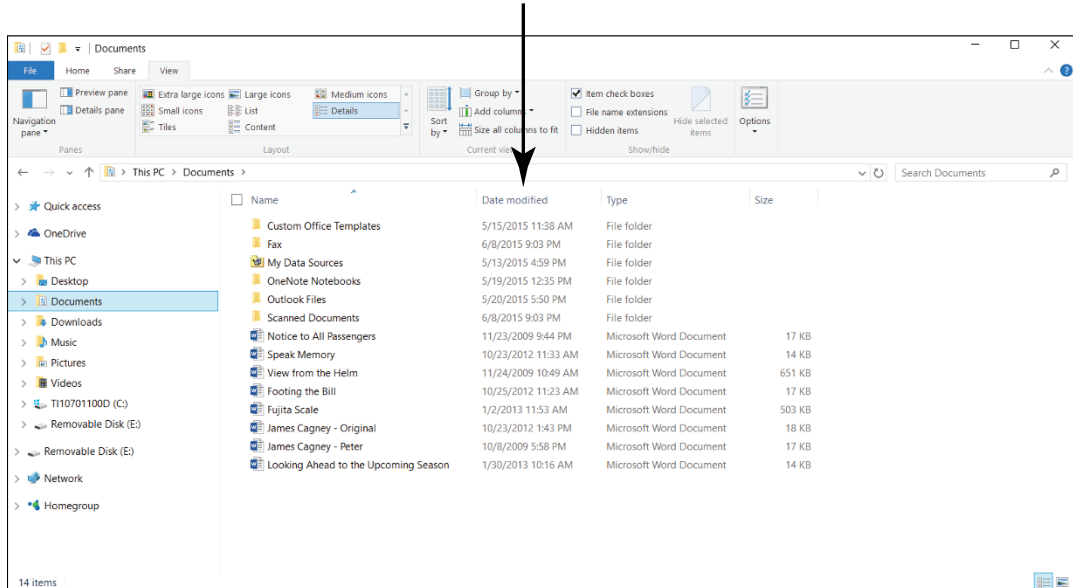 Documents
File Home Share View
Navigation pane
Preview pane
Details pane
Panes
Extra large icons Large icons Medium icons
Small icons List Details
Tiles Content
Layout
Sort by
Group by
Add columns
Size all columns to fit
Current view
Item check boxes
File name extensions
Hidden items
Hide selected items
Show/hide
Options
This PC > Documents >
Search Documents
Quick access
OneDrive
This PC
Desktop
Documents
Downloads
Music
Pictures
Videos
TI10701100D (C:)
Removable Disk (E:)
Removable Disk (E:)
Network
Homegroup
Name Date modified Type Size
Custom Office Templates 5/15/2015 11:38 AM File folder
Fax 6/8/2015 9:03 PM File folder
My Data Sources 5/13/2015 4:59 PM File folder
OneNote Notebooks 5/19/2015 12:35 PM File folder
Outlook Files 5/20/2015 5:50 PM File folder
Scanned Documents 6/8/2015 9:03 PM File folder
Notice to All Passengers 11/23/2009 9:44 PM Microsoft Word Document 17 KB
Speak Memory 10/23/2012 11:33 AM Microsoft Word Document 14 KB
View from the Helm 11/24/2009 10:49 AM Microsoft Word Document 651 KB
Footing the Bill 10/25/2012 11:23 AM Microsoft Word Document 17 KB
Fujita Scale 1/2/2013 11:53 AM Microsoft Word Document 503 KB
James Cagney - Original 10/23/2012 1:43 PM Microsoft Word Document 18 KB
James Cagney - Peter 10/8/2009 5:58 PM Microsoft Word Document 17 KB
Looking Ahead to the Upcoming Season 1/30/2013 10:16 AM Microsoft Word Document 14 KB
14 items